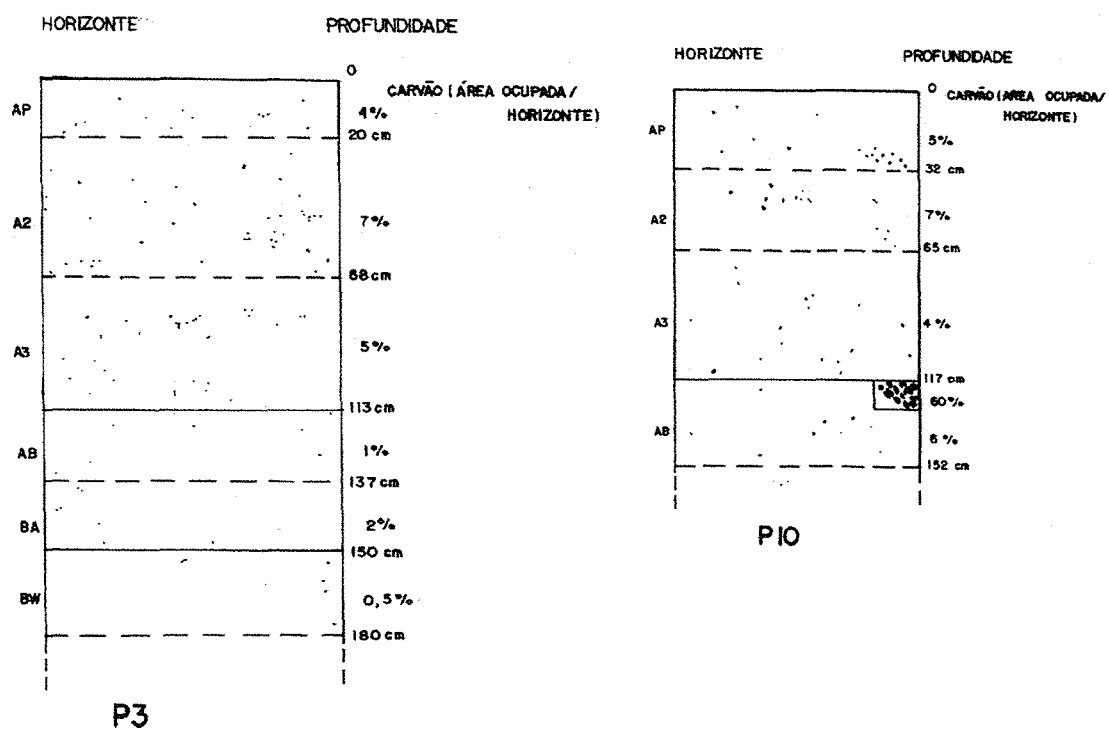 HORIZONTE PROFUNDIDADE
0
CARVÃO (ÁREA OCUPADA/
HORIZONTE)
AP 4%
20 cm
A2 7%
68 cm
A3 5%
113 cm
AB 1%
137 cm
BA 2%
150 cm
BW 0,5%
180 cm
P3
HORIZONTE PROFUNDIDADE
0
CARVÃO (ÁREA OCUPADA/
HORIZONTE)
AP 5%
32 cm
A2 7%
65 cm
A3 4%
117 cm
60%
AB 6%
152 cm
P10